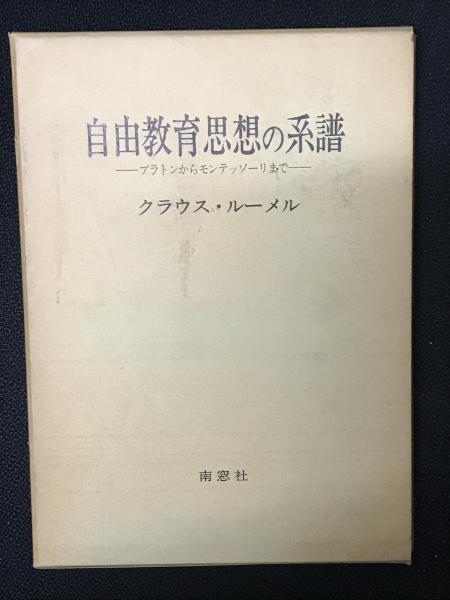 自由教育思想の系譜
――プラトンからモンテッソーリまで――
クラウス・ルーメル
南窓社